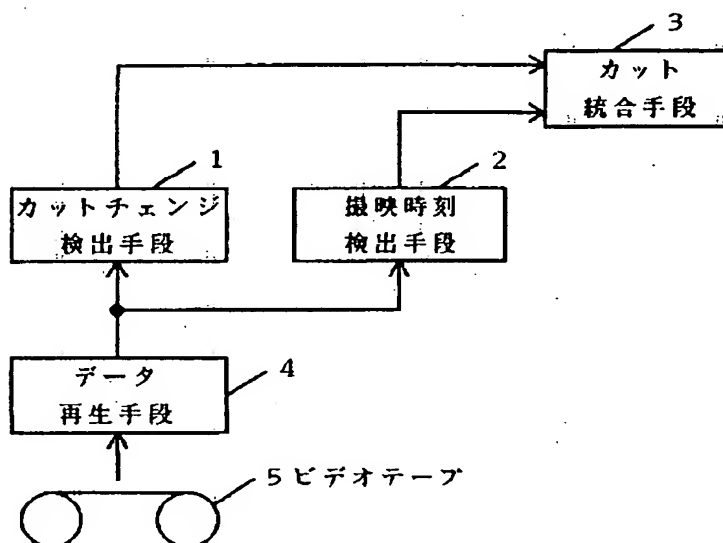 3
カット
統合手段
1
カットチェンジ
検出手段
2
撮映時刻
検出手段
データ
再生手段
4
5ビデオテープ